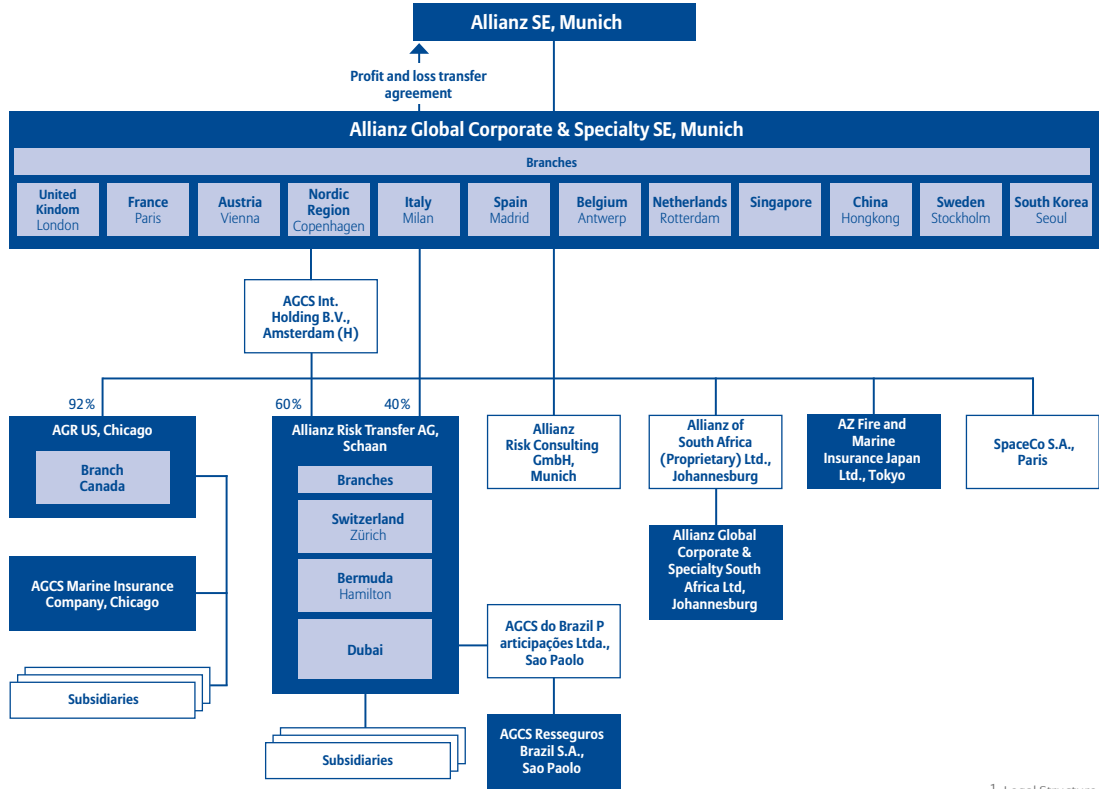 Allianz SE, Munich
Profit and loss transfer
agreement
Allianz Global Corporate & Specialty SE, Munich
Branches
United
Kindom
London
France
Paris
Austria
Vienna
Nordic
Region
Copenhagen
Italy
Milan
Spain
Madrid
Belgium
Antwerp
Netherlands
Rotterdam
Singapore
China
Hongkong
Sweden
Stockholm
South Korea
Seoul
AGCS Int.
Holding B.V.,
Amsterdam (H)
92%
60%
40%
AGR US, Chicago
Branch
Canada
Allianz Risk Transfer AG,
Schaan
Branches
Switzerland
Zürich
Bermuda
Hamilton
Dubai
Allianz
Risk Consulting
GmbH,
Munich
Allianz of
South Africa
(Proprietary) Ltd.,
Johannesburg
AZ Fire and
Marine
Insurance Japan
Ltd., Tokyo
SpaceCo S.A.,
Paris
Allianz Global
Corporate &
Specialty South
Africa Ltd,
Johannesburg
AGCS Marine Insurance
Company, Chicago
Subsidiaries
AGCS do Brazil P
articipações Ltda.,
Sao Paolo
Subsidiaries
AGCS Resseguros
Brazil S.A.,
Sao Paolo